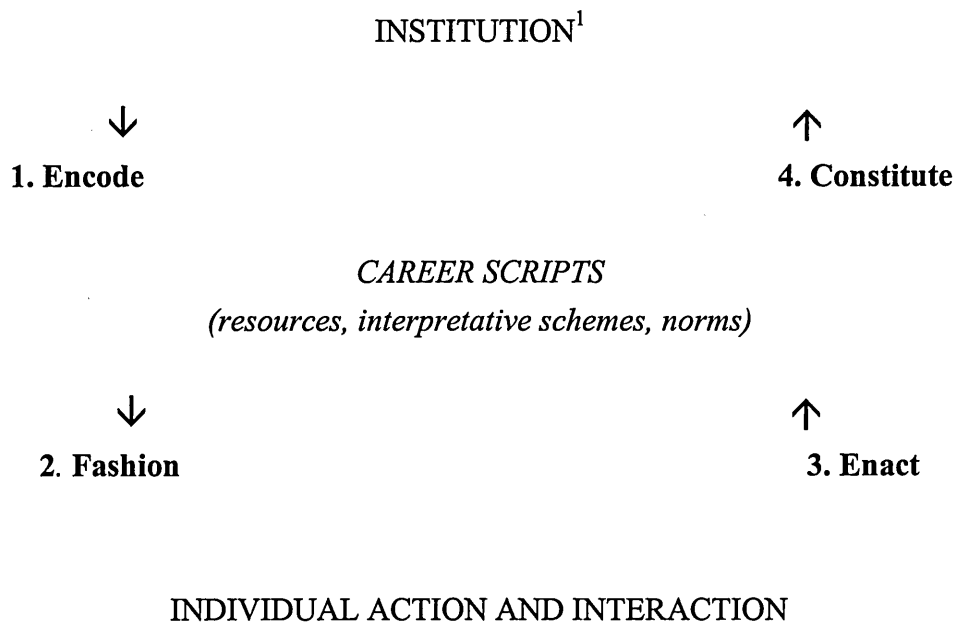 INSTITUTION¹
↓ ↑
1. Encode 4. Constitute
CAREER SCRIPTS
(resources, interpretative schemes, norms)
↓ ↑
2. Fashion 3. Enact
INDIVIDUAL ACTION AND INTERACTION